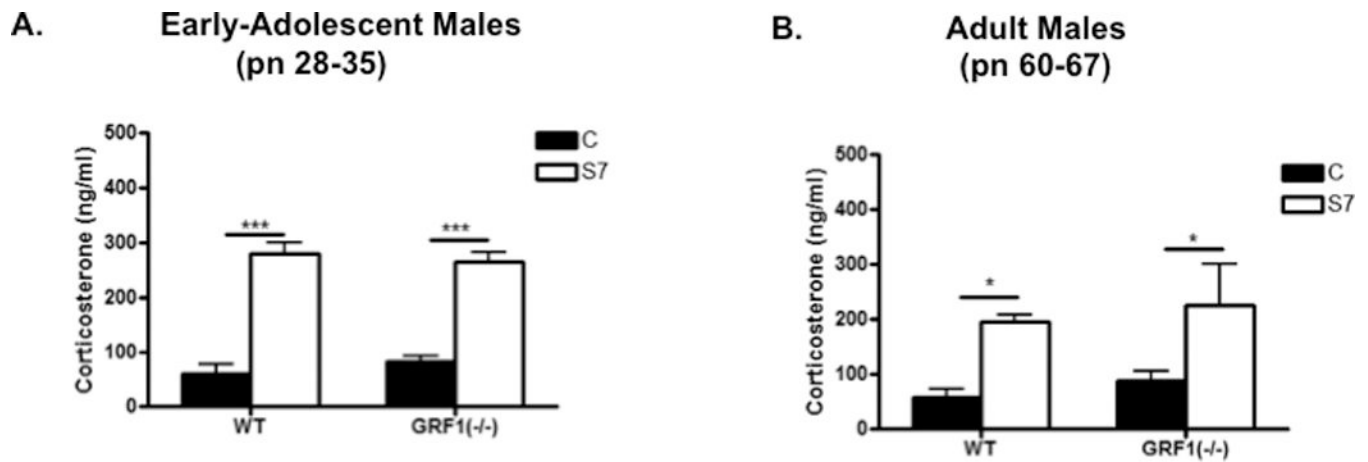 A.
Early-Adolescent Males
(pn 28-35)
Corticosterone (ng/ml)
500
400
300
200
100
0
C
S7
***
***
WT
GRF1(-/-)
B.
Adult Males
(pn 60-67)
Corticosterone (ng/ml)
500
400
300
200
100
0
C
S7
*
*
WT
GRF1(-/-)